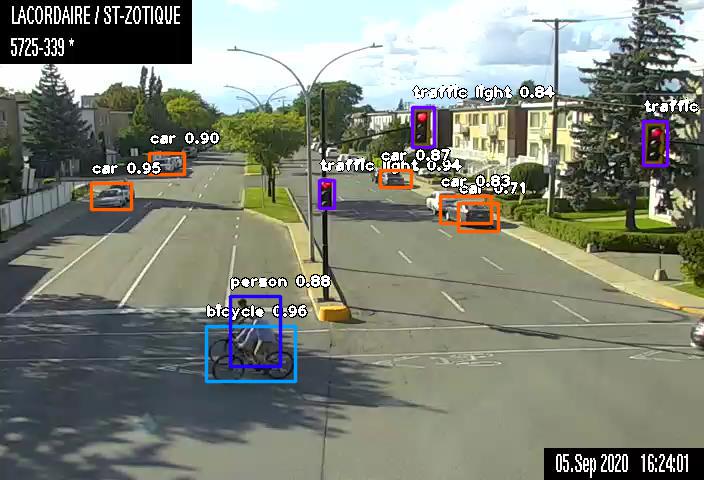 LACORDAIRE / ST-ZOTIQUE
5725-339 *
traffic light 0.84
traffic
car 0.90
car 0.87
traffic light 0.94
car 0.95
car 0.83
car 0.71
person 0.88
bicycle 0.96
05.Sep 2020 16:24:01